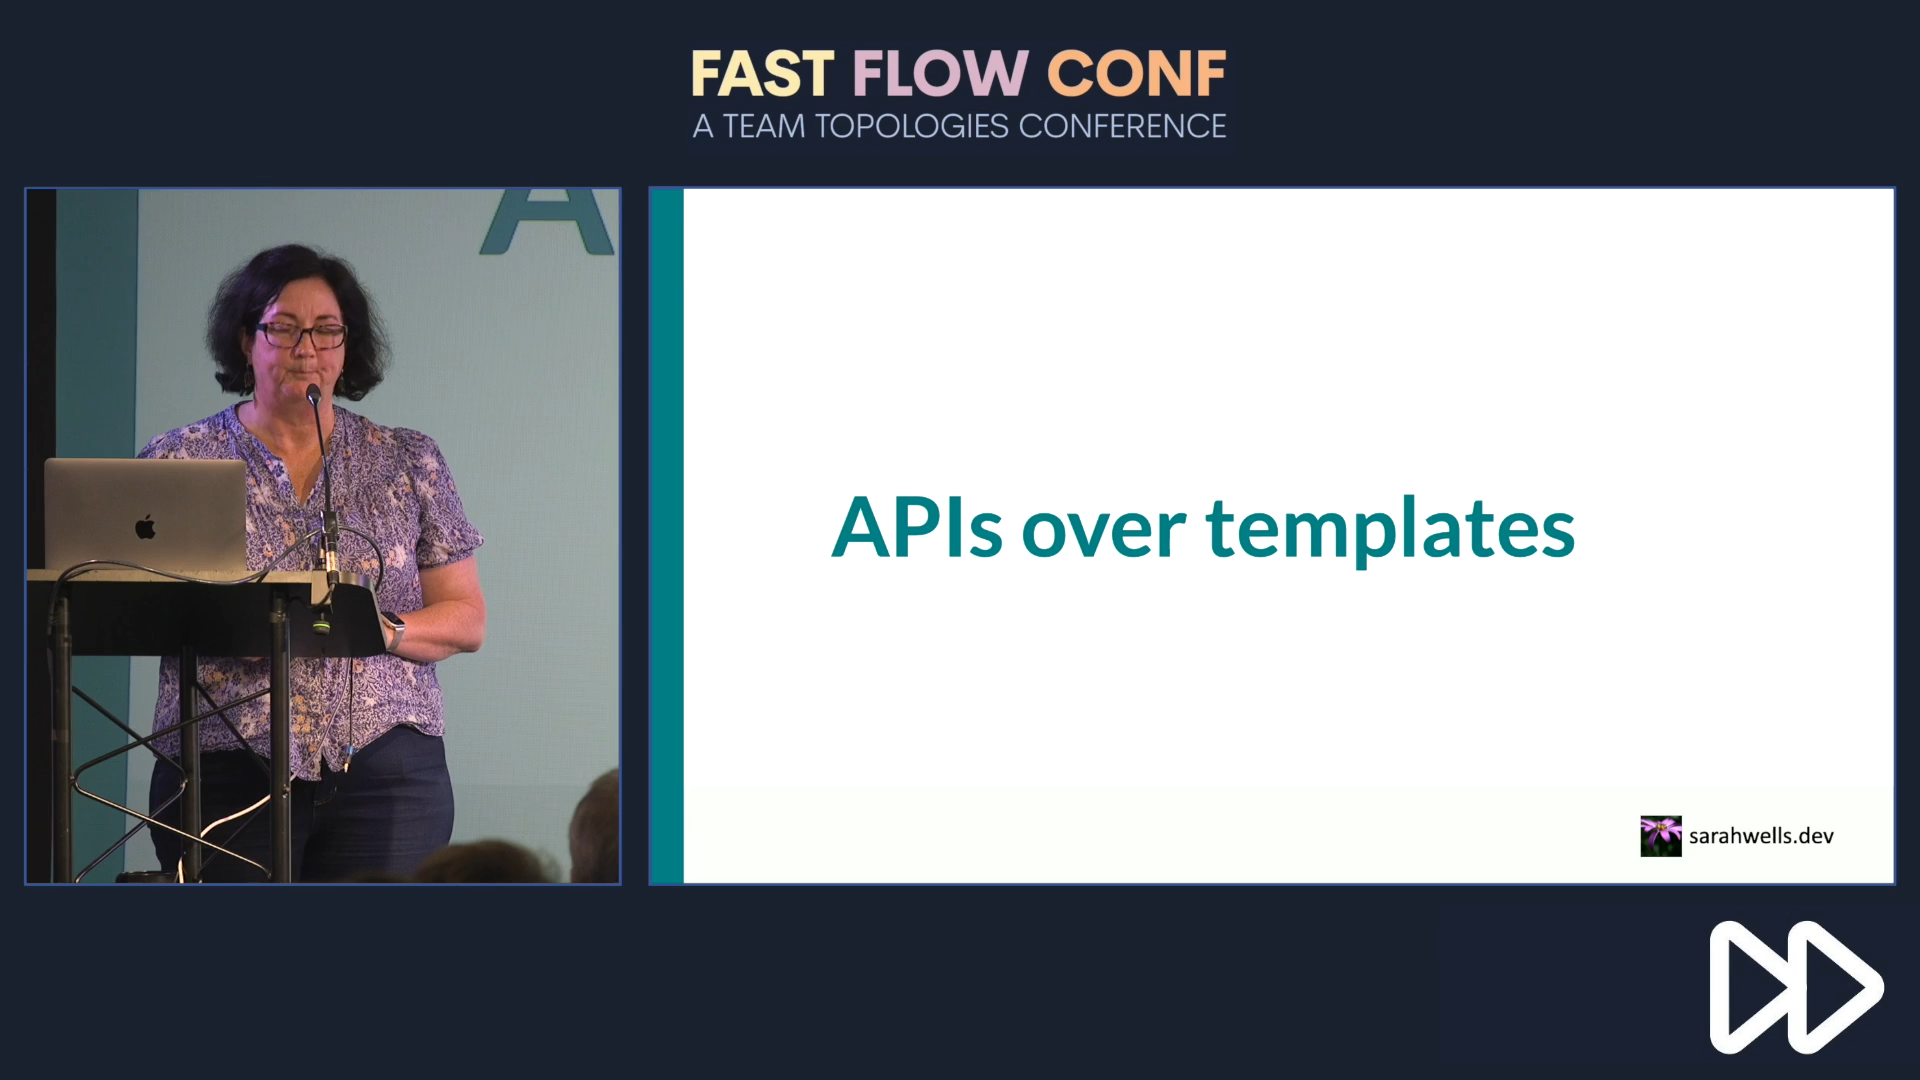 FAST FLOW CONF
A TEAM TOPOLOGIES CONFERENCE
A
APIs over templates
sarahwells.dev